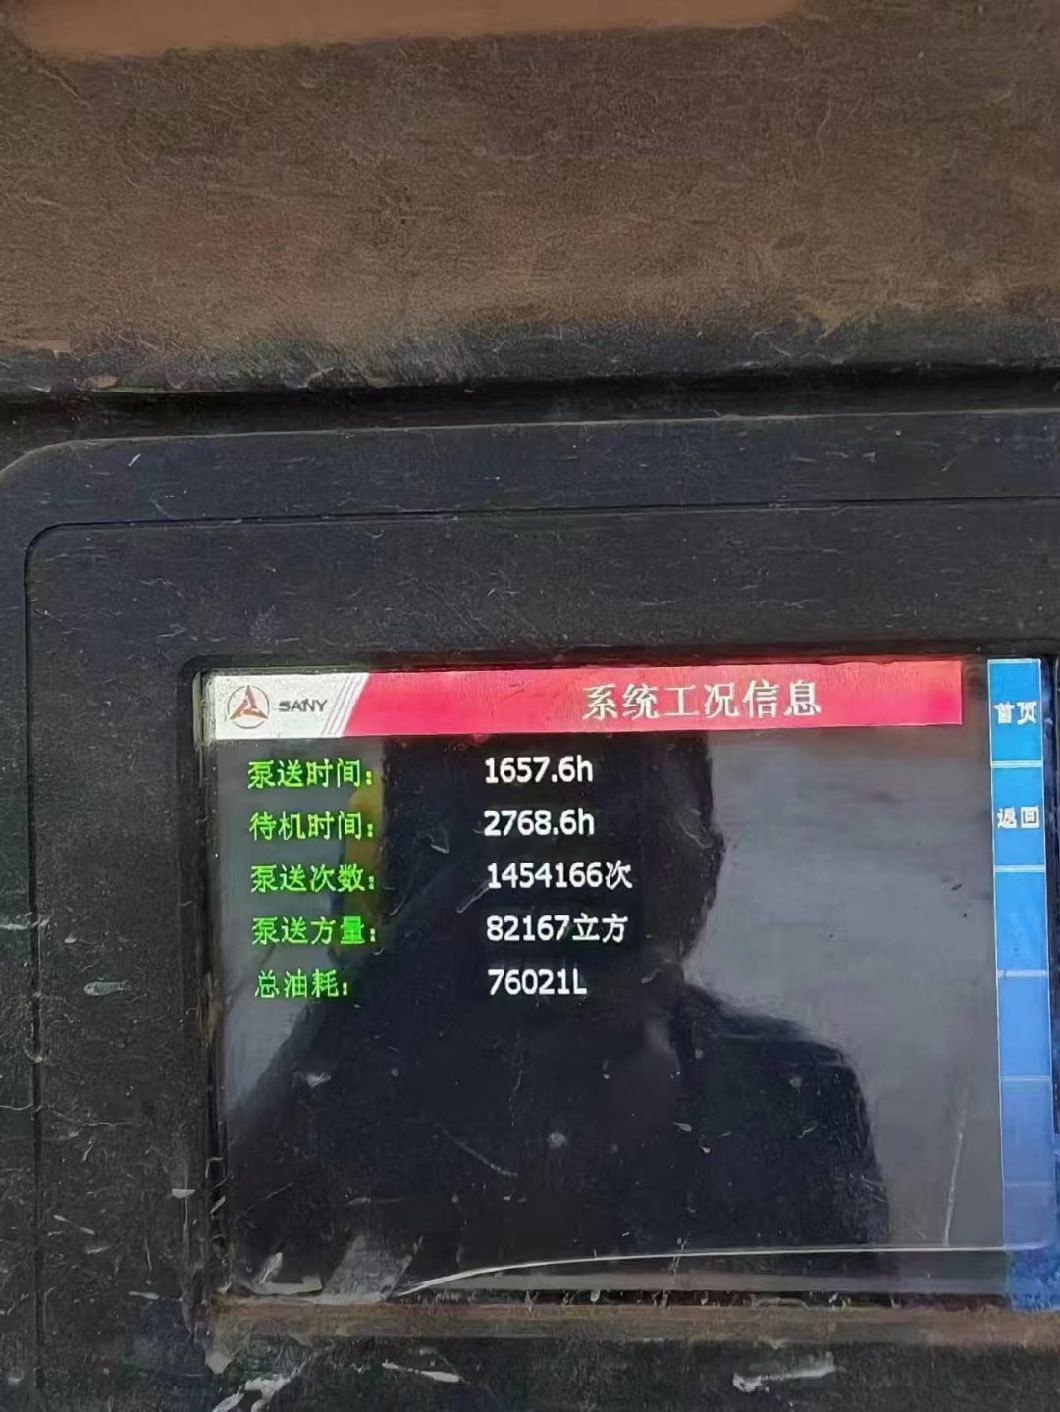 SANY
系统工况信息
首页
泵送时间: 1657.6h
待机时间: 2768.6h
返回
泵送次数: 1454166次
泵送方量: 82167立方
总油耗: 76021L